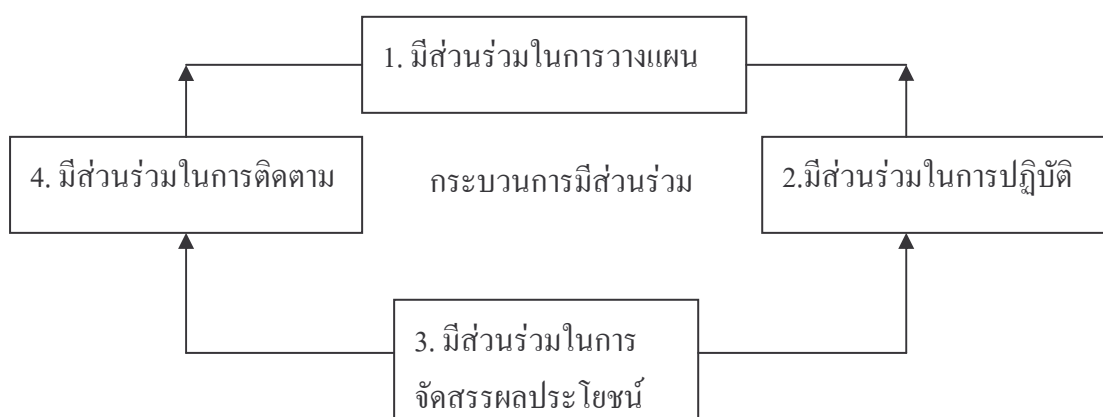 1. มีส่วนร่วมในการวางแผน
4. มีส่วนร่วมในการติดตาม
กระบวนการมีส่วนร่วม
2.มีส่วนร่วมในการปฏิบัติ
3. มีส่วนร่วมในการ
จัดสรรผลประโยชน์